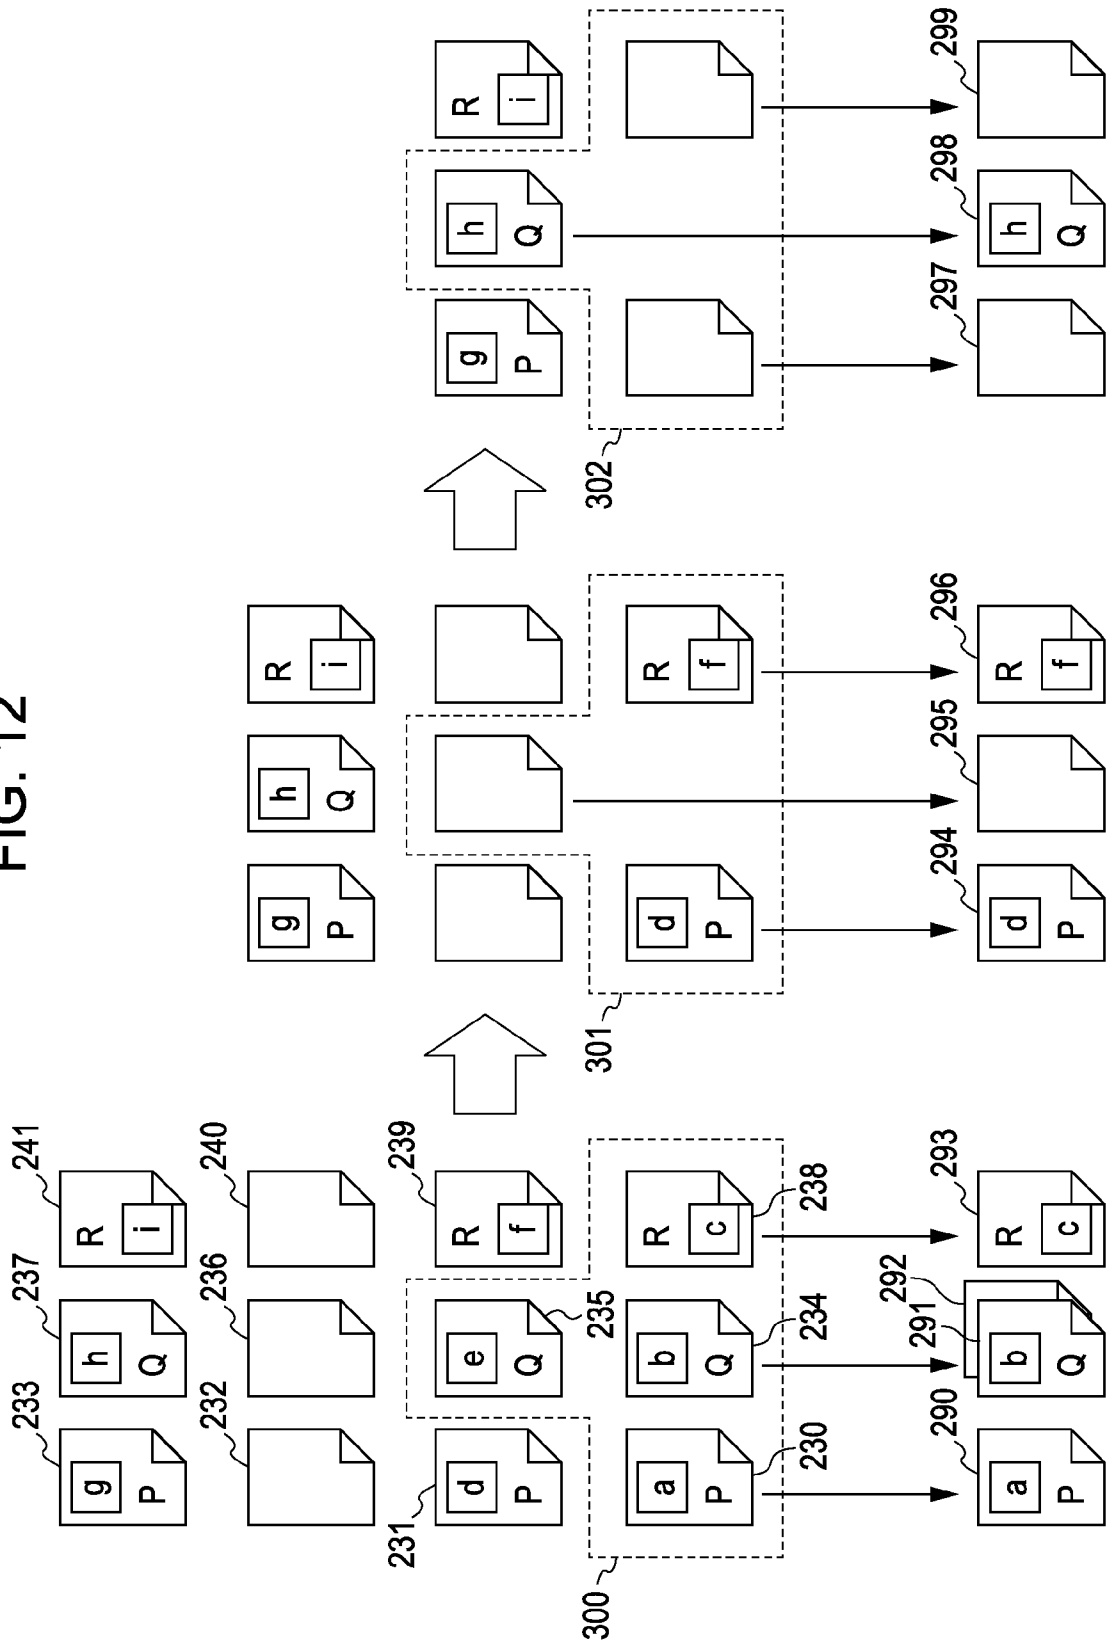 FIG. 12
233 237 241
g h R
P Q i
232 236 240
g h R
P Q i
231 239
d e R g h R
P Q f P Q i
300 235 301 302
a b R d R
P Q c P f
230 234 238
292
290 291 293 294 295 296 297 298 299
a b R d R h
P Q c P f Q